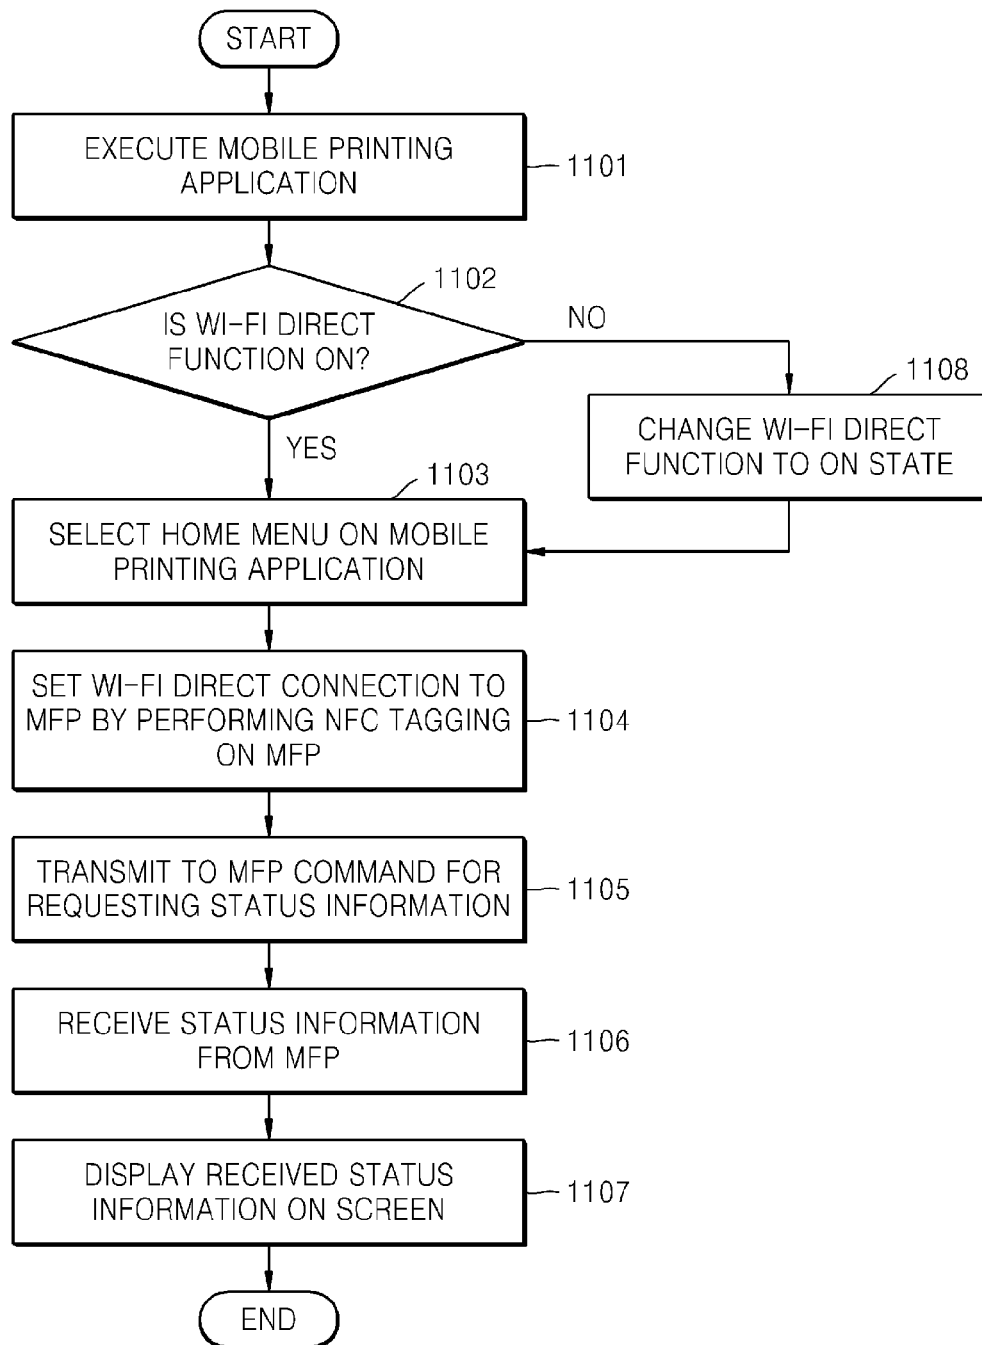 START
EXECUTE MOBILE PRINTING
APPLICATION
1101
1102
IS WI-FI DIRECT
FUNCTION ON?
NO
1108
CHANGE WI-FI DIRECT
FUNCTION TO ON STATE
YES
1103
SELECT HOME MENU ON MOBILE
PRINTING APPLICATION
SET WI-FI DIRECT CONNECTION TO
MFP BY PERFORMING NFC TAGGING
ON MFP
1104
TRANSMIT TO MFP COMMAND FOR
REQUESTING STATUS INFORMATION
1105
RECEIVE STATUS INFORMATION
FROM MFP
1106
DISPLAY RECEIVED STATUS
INFORMATION ON SCREEN
1107
END